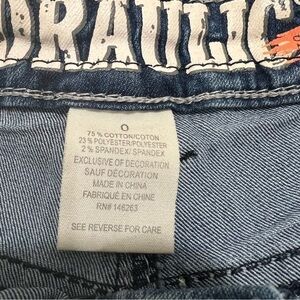 DRAULIC
0
75% COTTON/COTON
23% POLYESTER/POLYESTER
2% SPANDEX/ SPANDEX
EXCLUSIVE OF DECORATION
SAUF DÉCORATION
MADE IN CHINA
FABRIQUÉ EN CHINE
RN# 146263
SEE REVERSE FOR CARE